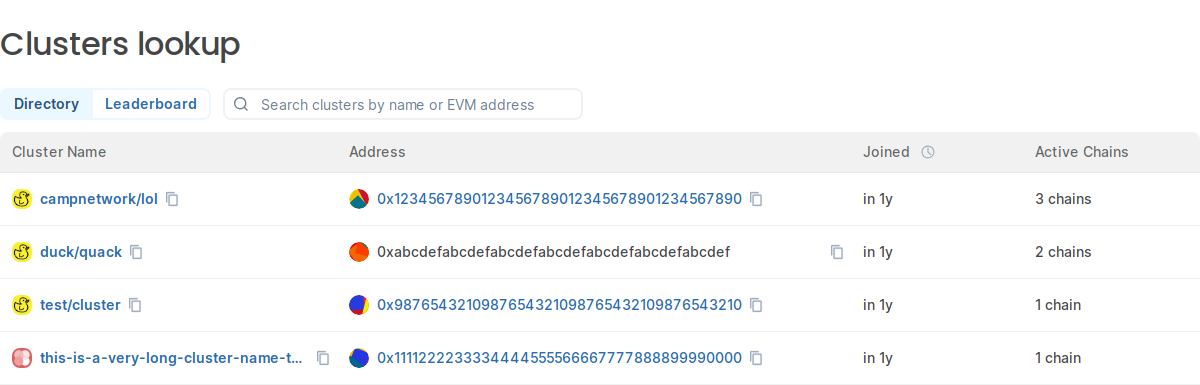 Clusters lookup
Directory Leaderboard Search clusters by name or EVM address
Cluster Name Address Joined Active Chains
campnetwork/lol 0x1234567890123456789012345678901234567890 in 1y 3 chains
duck/quack 0xabcdefabcdefabcdefabcdefabcdefabcdefabcdef in 1y 2 chains
test/cluster 0x9876543210987654321098765432109876543210 in 1y 1 chain
this-is-a-very-long-cluster-name-t... 0x1111222233334444555566667777888899990000 in 1y 1 chain